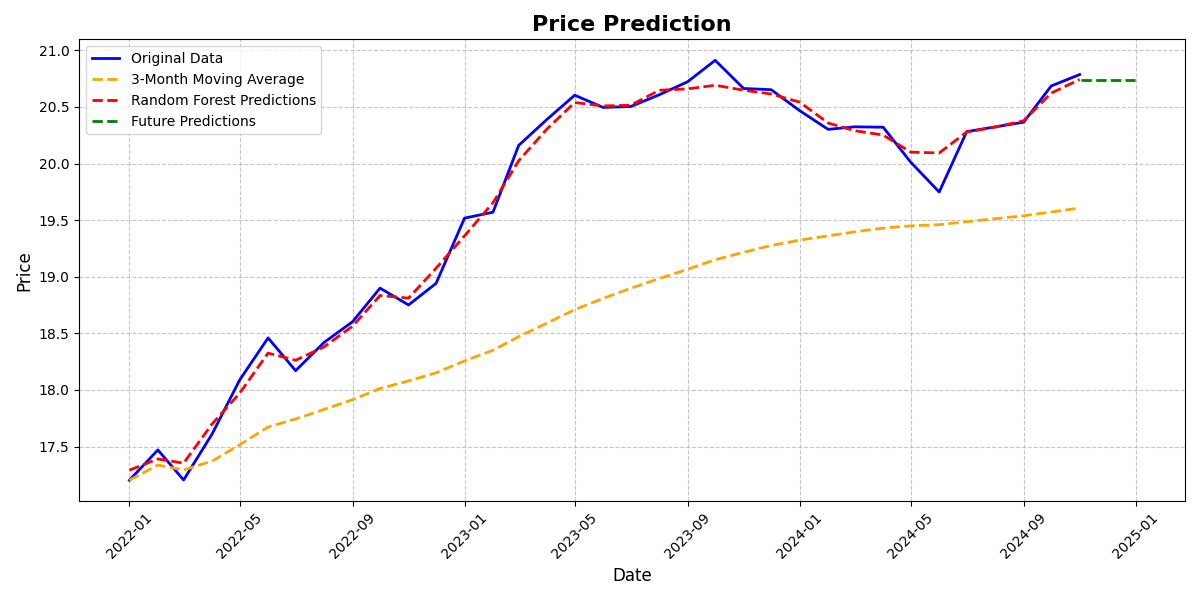 Price Prediction
Original Data
3-Month Moving Average
Random Forest Predictions
Future Predictions
Price
21.0
20.5
20.0
19.5
19.0
18.5
18.0
17.5
2022-01
2022-05
2022-09
2023-01
2023-05
2023-09
2024-01
2024-05
2024-09
2025-01
Date